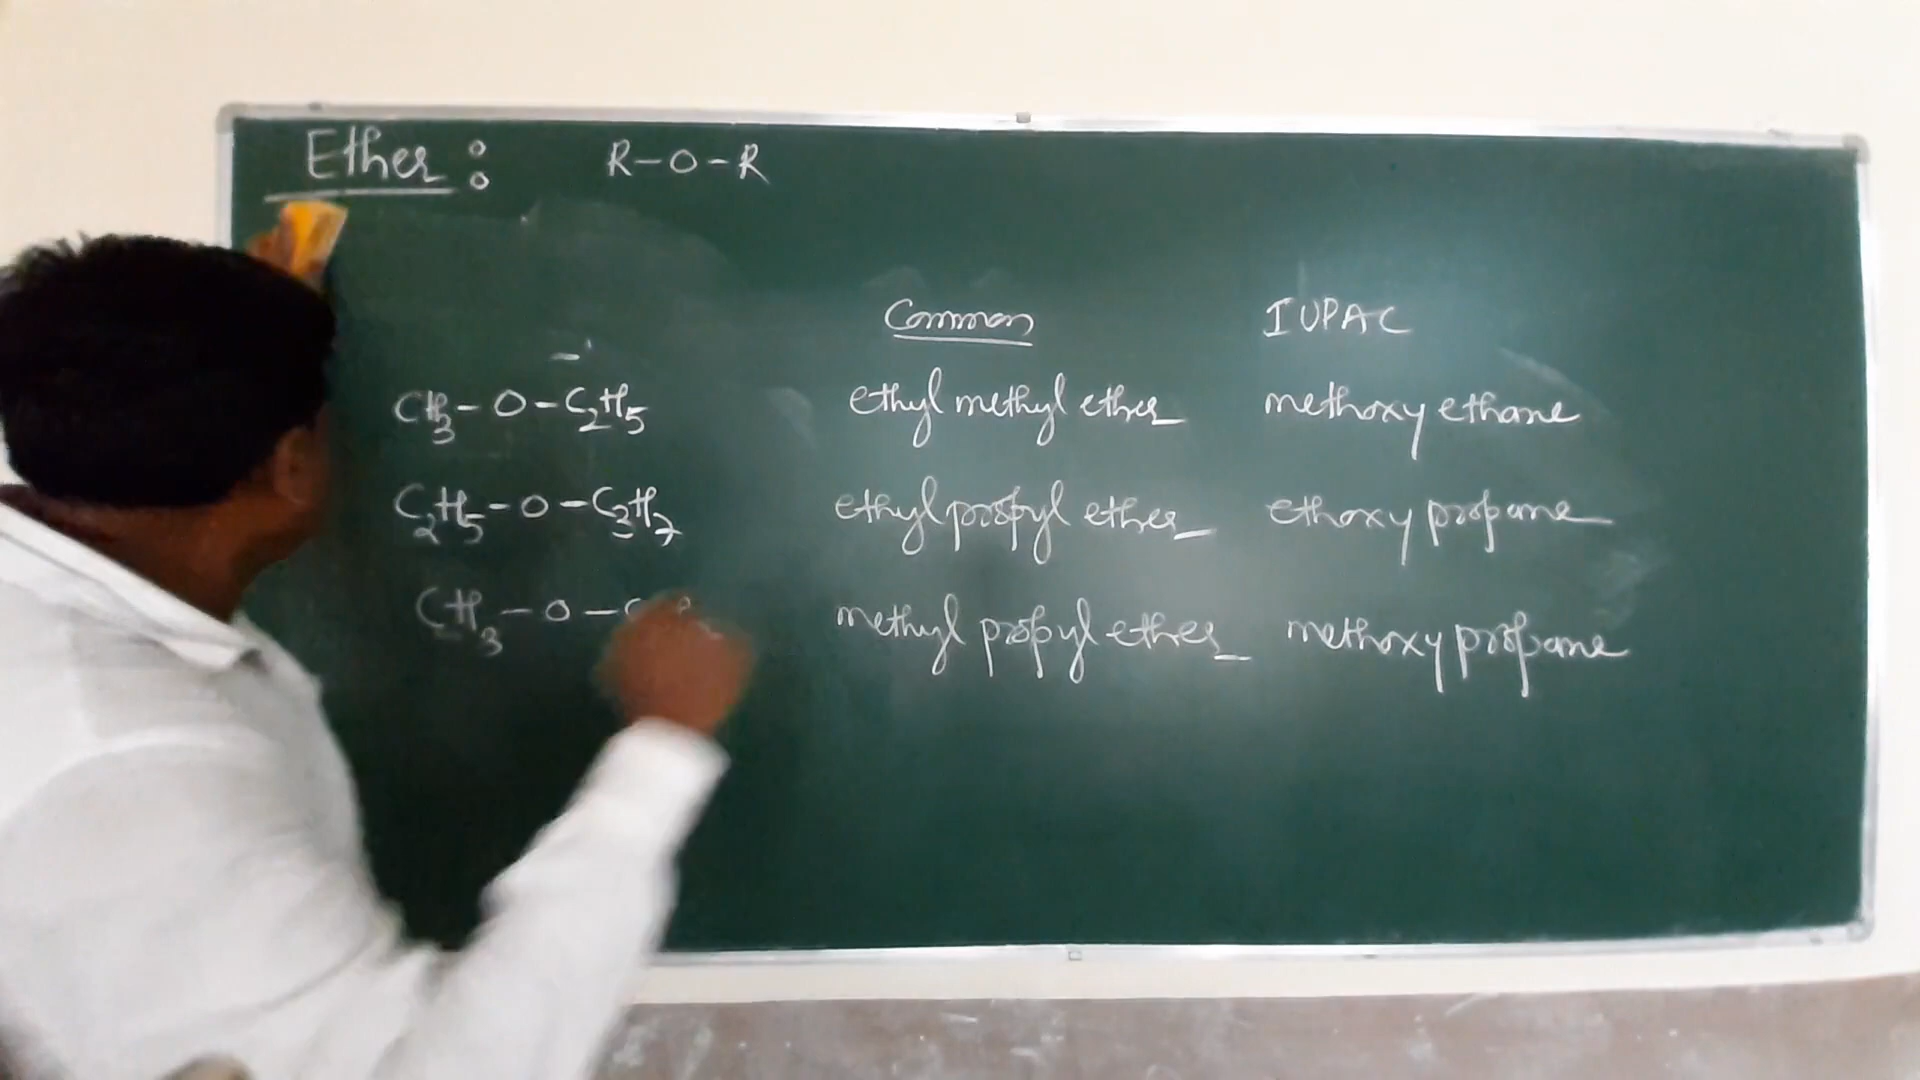 Ether : R-O-R
Common IUPAC
CH₃-O-C₂H₅ ethyl methyl ether methoxy ethane
C₂H₅-O-C₃H₇ ethyl propyl ether ethoxy propane
CH₃-O- methyl propyl ether methoxy propane